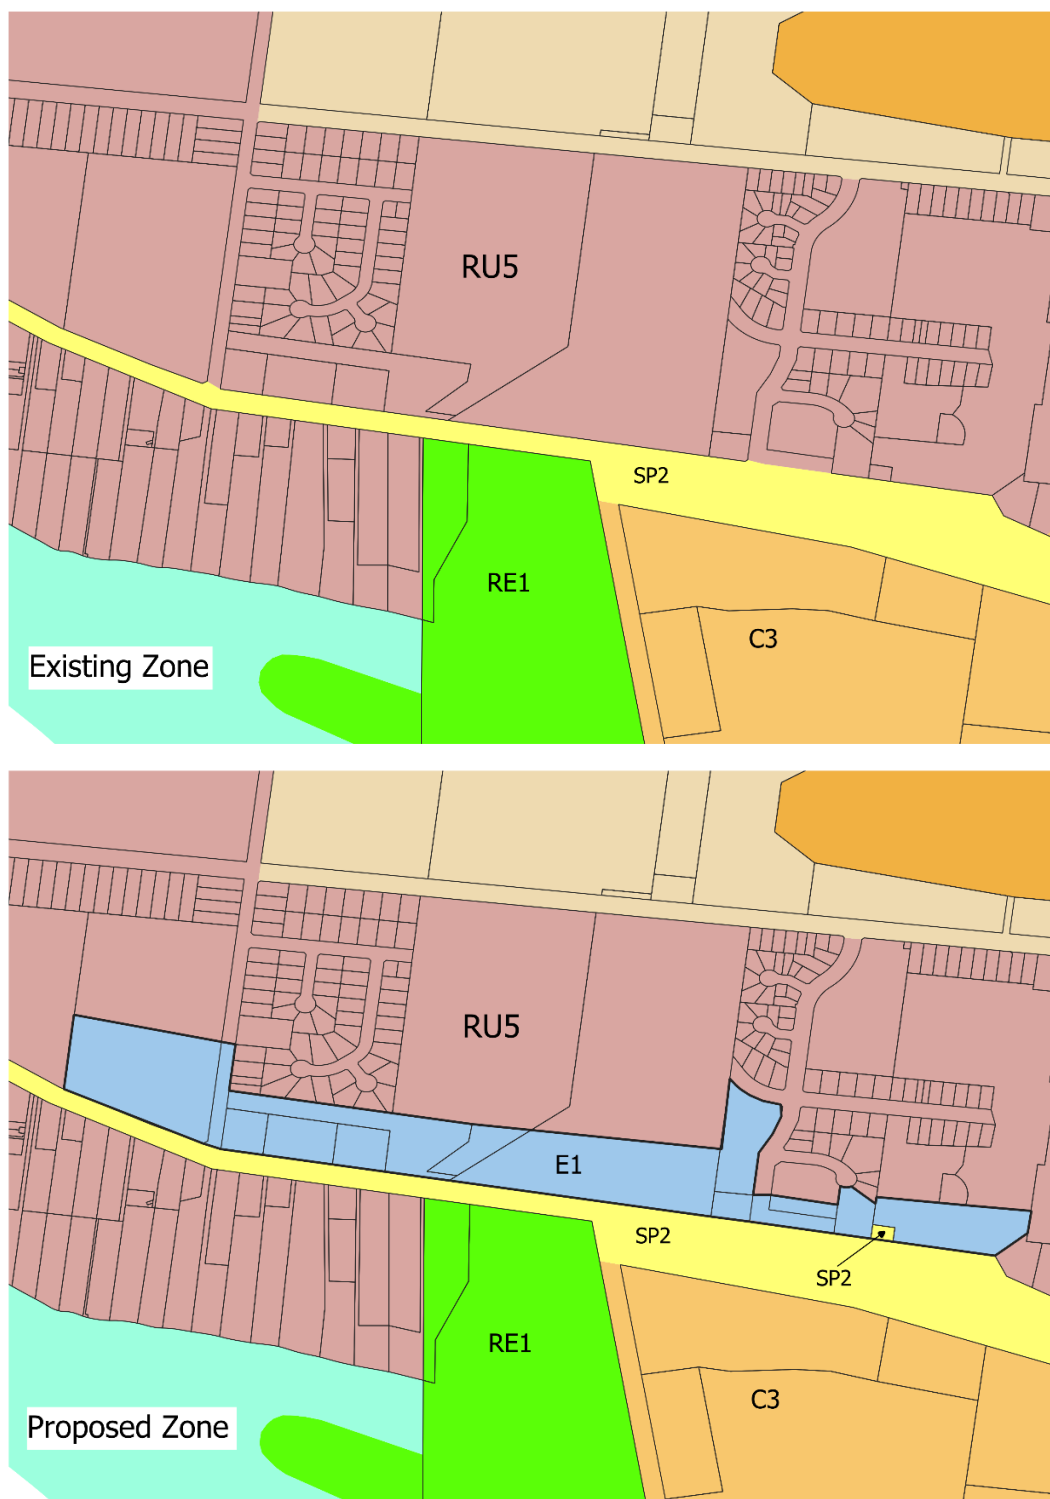 RU5
SP2
RE1
C3
Existing Zone
RU5
E1
SP2
SP2
RE1
C3
Proposed Zone